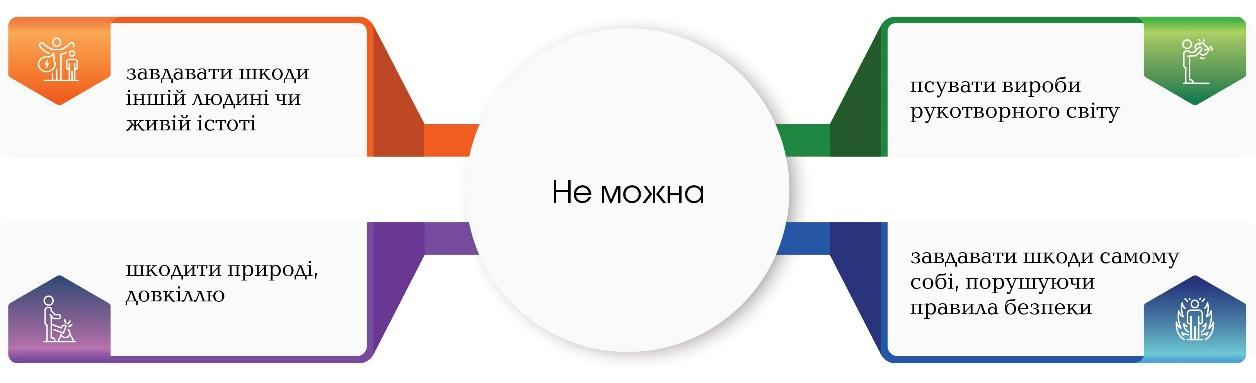 завдавати шкоди
іншій людині чи
живій істоті
псувати вироби
рукотворного світу
Не можна
шкодити природі,
довкіллю
завдавати шкоди самому
собі, порушуючи
правила безпеки